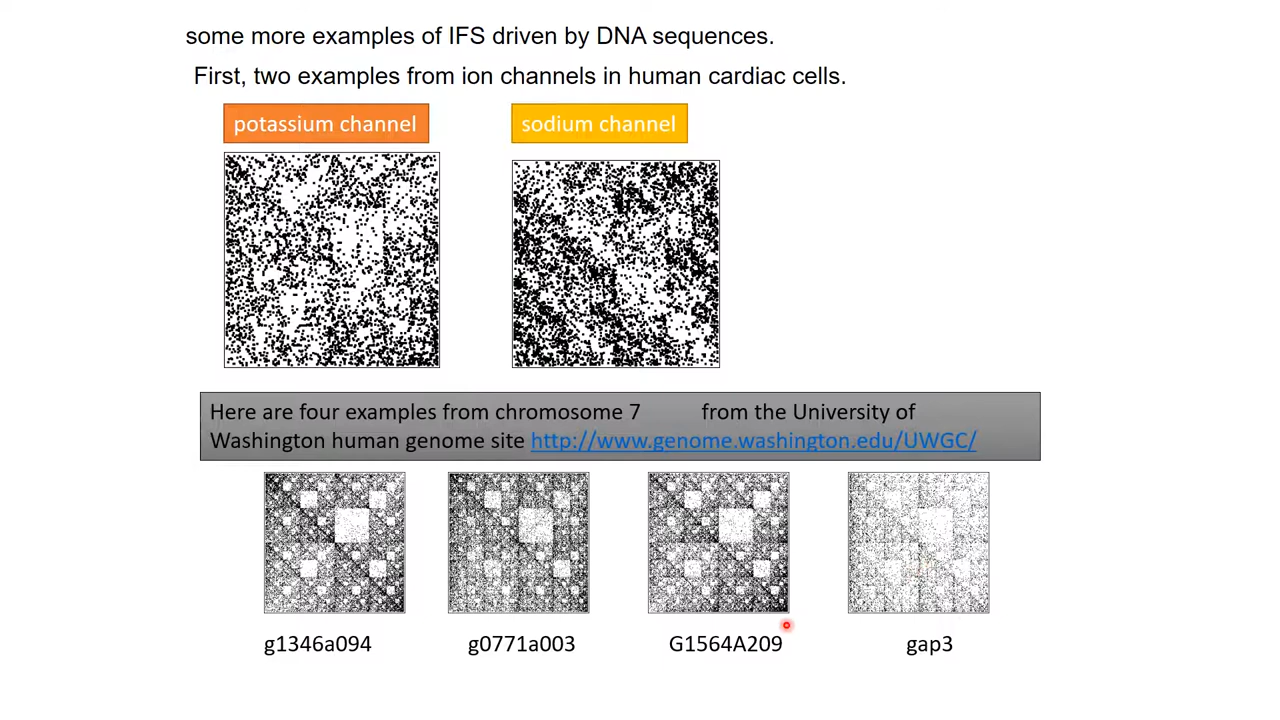 some more examples of IFS driven by DNA sequences.
First, two examples from ion channels in human cardiac cells.
potassium channel
sodium channel
Here are four examples from chromosome 7 from the University of
Washington human genome site http://www.genome.washington.edu/UWGC/
g1346a094
g0771a003
G1564A209
gap3